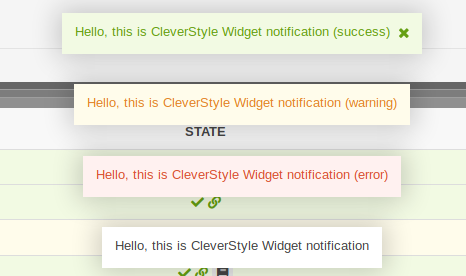 Hello, this is CleverStyle Widget notification (success)
Hello, this is CleverStyle Widget notification (warning)
STATE
Hello, this is CleverStyle Widget notification (error)
Hello, this is CleverStyle Widget notification